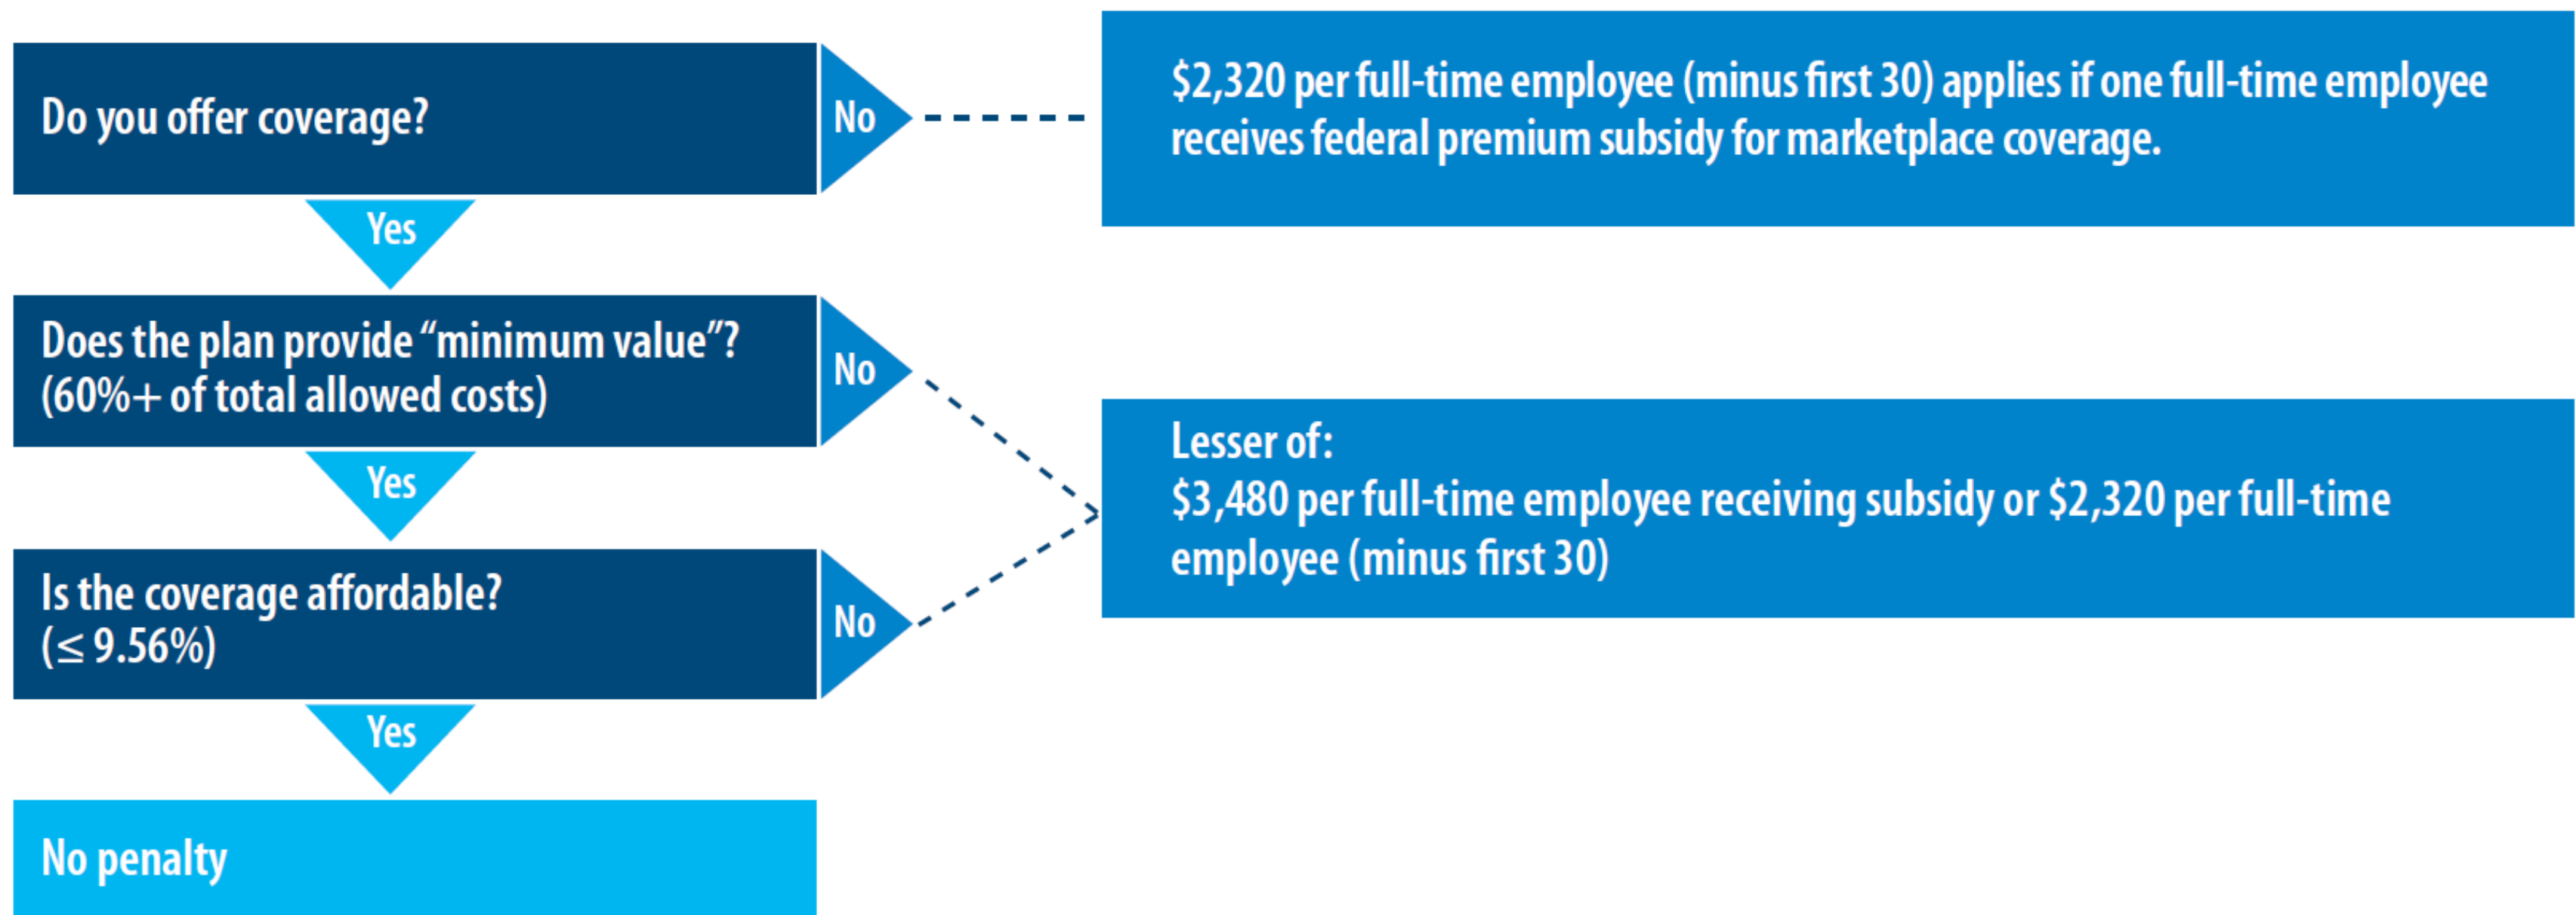 Do you offer coverage?
No
$2,320 per full-time employee (minus first 30) applies if one full-time employee
receives federal premium subsidy for marketplace coverage.
Yes
Does the plan provide “minimum value”?
(60%+ of total allowed costs)
No
Lesser of:
$3,480 per full-time employee receiving subsidy or $2,320 per full-time
employee (minus first 30)
Yes
Is the coverage affordable?
(≤ 9.56%)
No
Yes
No penalty